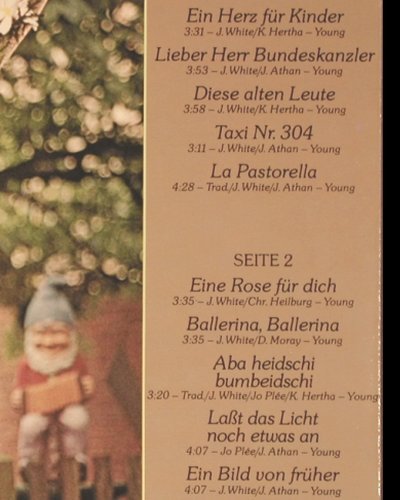 Ein Herz für Kinder
3:31 – J.White/K. Hertha – Young
Lieber Herr Bundeskanzler
3:53 – J.White/J. Athan – Young
Diese alten Leute
3:58 – J.White/K. Hertha – Young
Taxi Nr. 304
3:11 – J.White/J. Athan – Young
La Pastorella
4:28 – Trad./J.White/J. Athan – Young
SEITE 2
Eine Rose für dich
3:35 – J.White/Chr. Heilburg – Young
Ballerina, Ballerina
3:35 – J.White/D. Moray – Young
Aba heidschi
bumbeidschi
3:20 – Trad./J. White/Jo Plée/K. Hertha – Young
Laßt das Licht
noch etwas an
4:07 – Jo Plée/J. Athan – Young
Ein Bild von früher
4:07 – J. White/J. Athan – Young